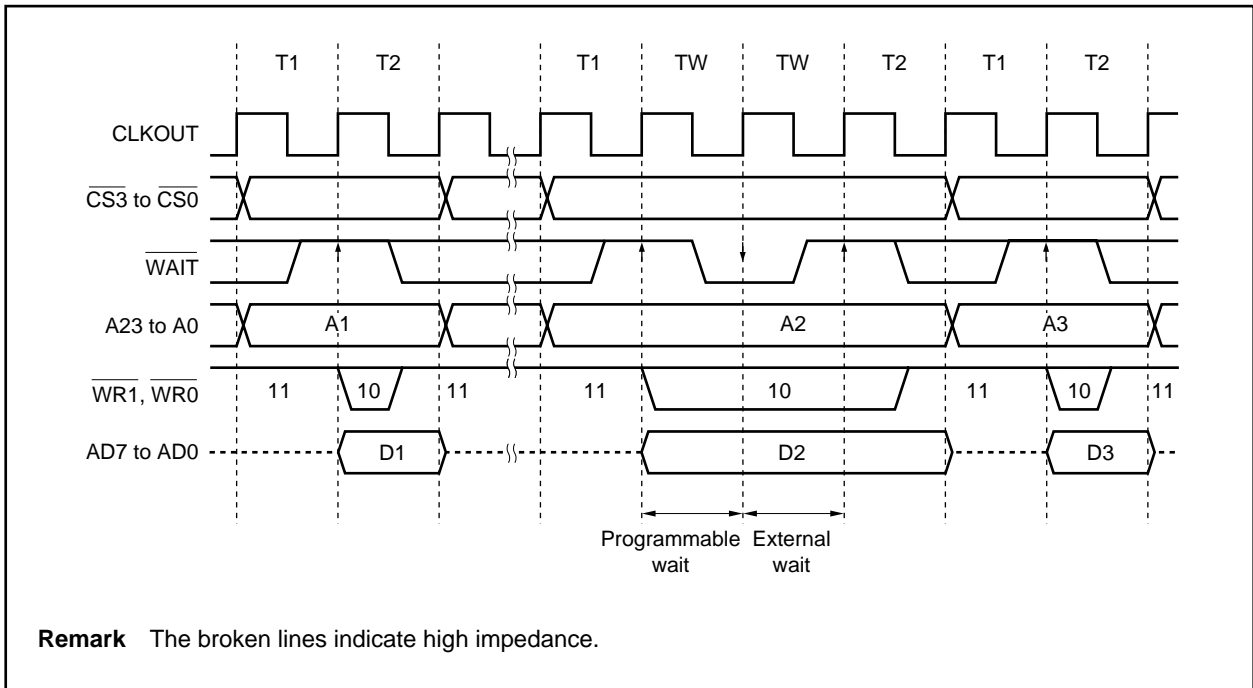 T1 T2 T1 TW TW T2 T1 T2
CLKOUT
CS3 to CS0
WAIT
A23 to A0 A1 A2 A3
WR1, WR0 11 10 11 11 10 11 10 11
AD7 to AD0 D1 D2 D3
Programmable wait
External wait
Remark The broken lines indicate high impedance.